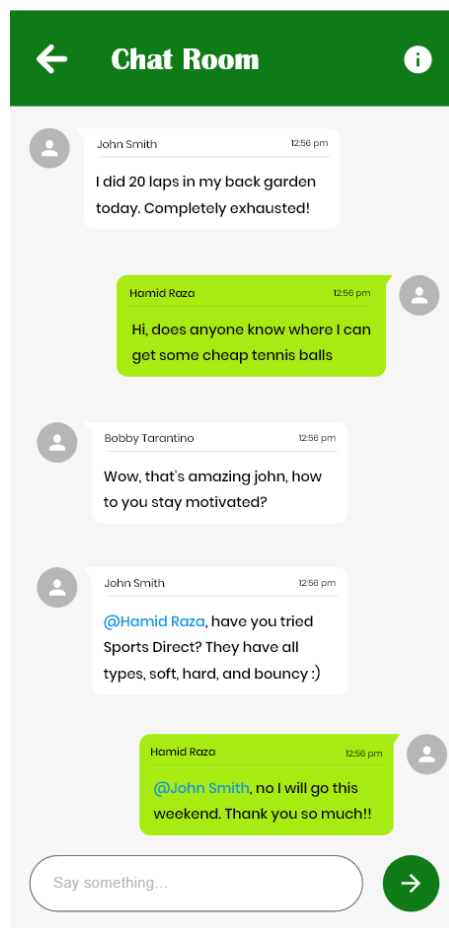 Chat Room
John Smith 12:56 pm
I did 20 laps in my back garden
today. Completely exhausted!
Hamid Raza 12:56 pm
Hi, does anyone know where I can
get some cheap tennis balls
Bobby Tarantino 12:56 pm
Wow, that's amazing john, how
to you stay motivated?
John Smith 12:56 pm
@Hamid Raza, have you tried
Sports Direct? They have all
types, soft, hard, and bouncy :)
Hamid Raza 12:56 pm
@John Smith, no I will go this
weekend. Thank you so much!!
Say something...